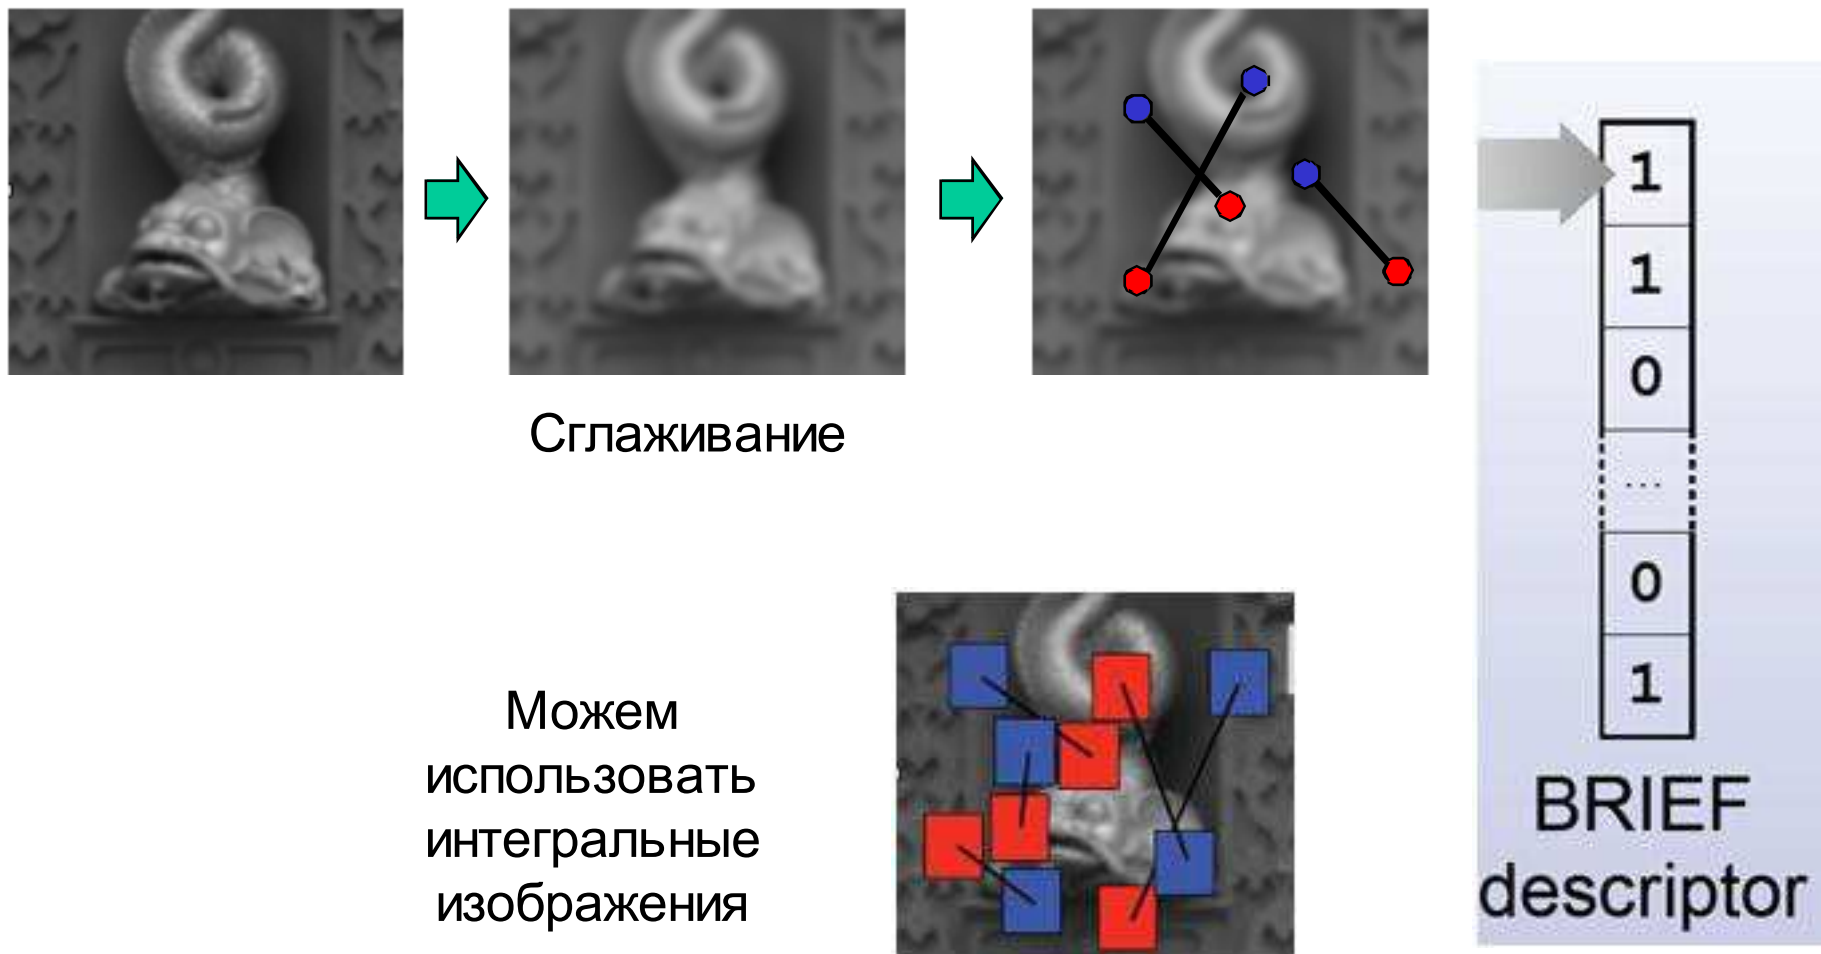 Сглаживание
Можем
использовать
интегральные
изображения
1
1
0
...
0
1
BRIEF
descriptor